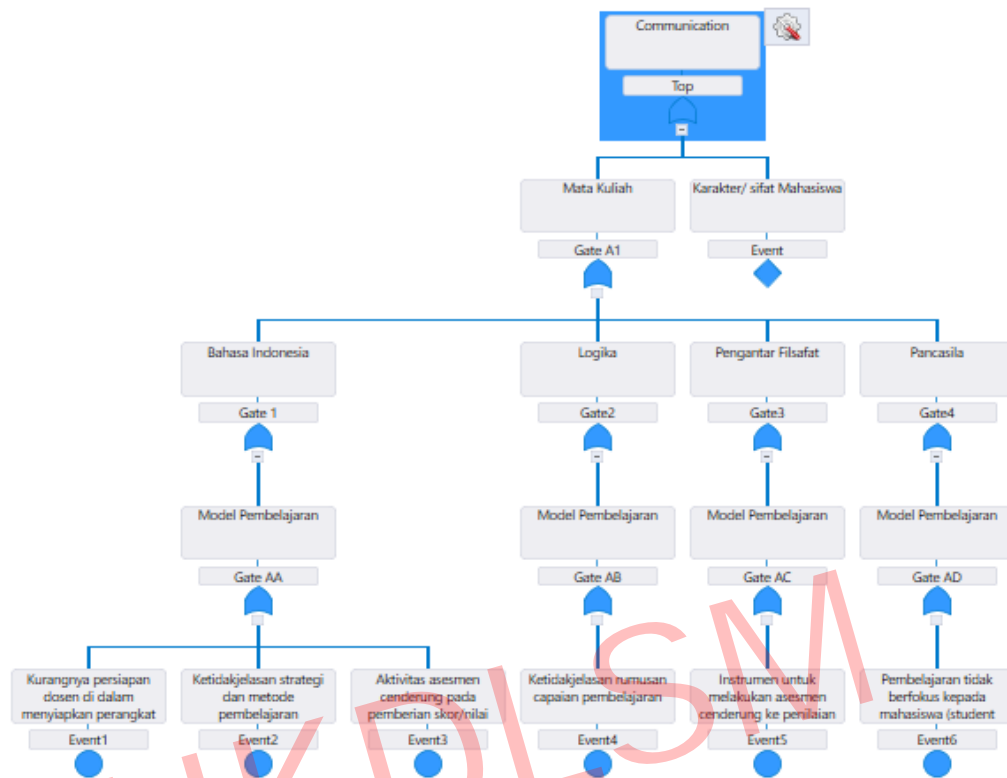 Communication
Top
Mata Kuliah
Karakter/ sifat Mahasiswa
Gate A1
Event
Bahasa Indonesia
Logika
Pengantar Filsafat
Pancasila
Gate 1
Gate2
Gate3
Gate4
Model Pembelajaran
Model Pembelajaran
Model Pembelajaran
Model Pembelajaran
Gate AA
Gate AB
Gate AC
Gate AD
Kurangnya persiapan
dosen di dalam
menyiapkan perangkat
Ketidakjelasan strategi
dan metode
pembelajaran
Aktivitas asesmen
cenderung pada
pemberian skor/nilai
Ketidakjelasan rumusan
capaian pembelajaran
Instrumen untuk
melakukan asesmen
cenderung ke penilaian
Pembelajaran tidak
berfokus kepada
mahasiswa (student
Event1
Event2
Event3
Event4
Event5
Event6